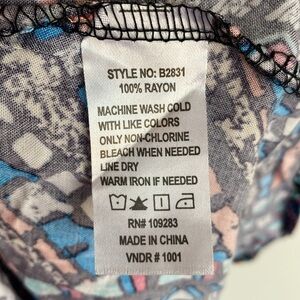 STYLE NO: B2831
100% RAYON
MACHINE WASH COLD
WITH LIKE COLORS
ONLY NON-CHLORINE
BLEACH WHEN NEEDED
LINE DRY
WARM IRON IF NEEDED
RN# 109283
MADE IN CHINA
VNDR # 1001